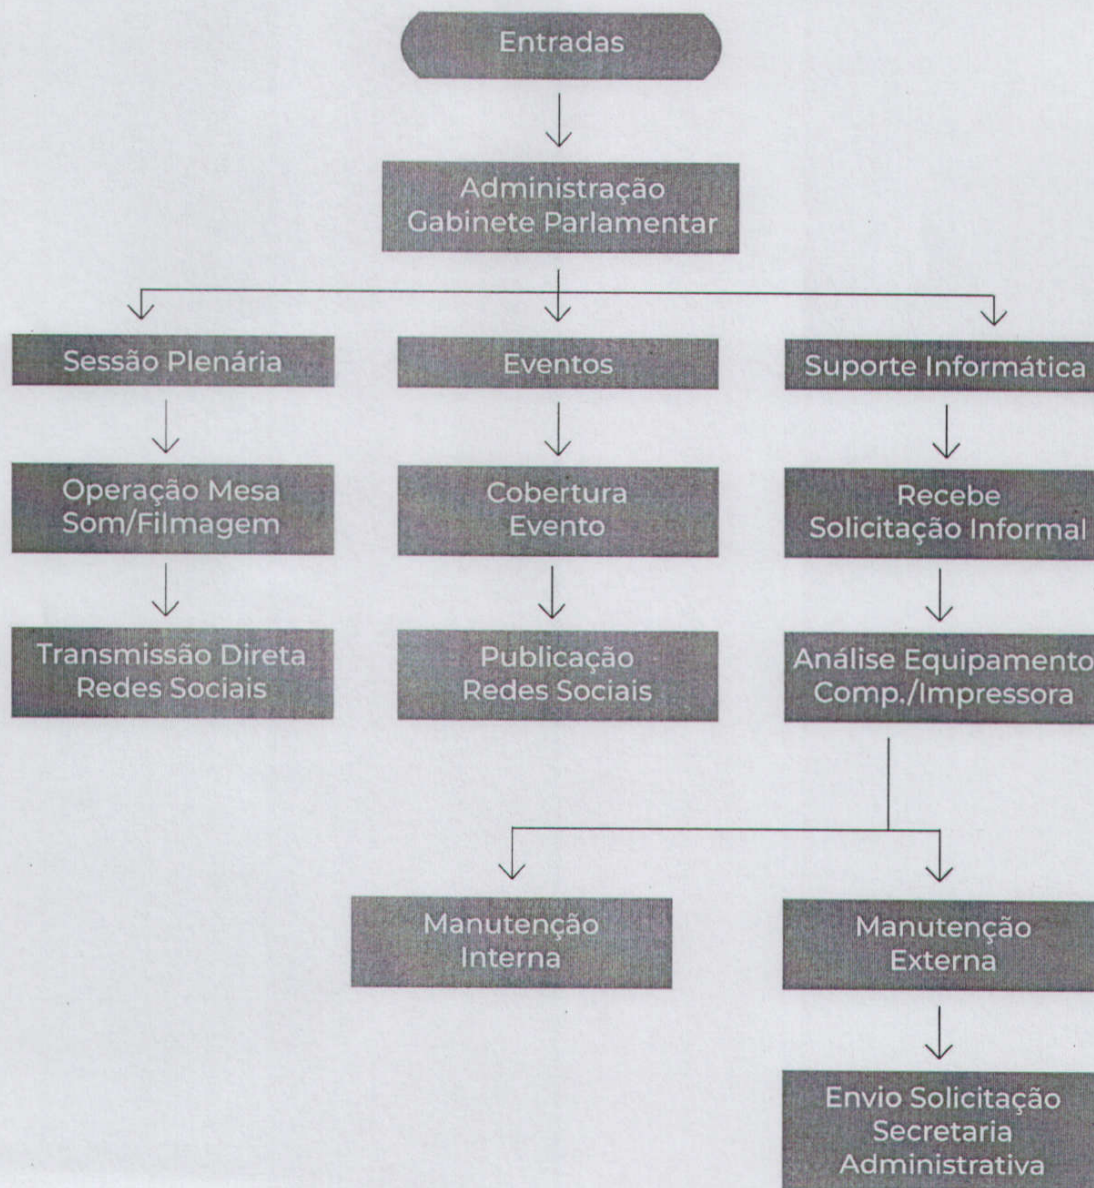 Entradas
Administração
Gabinete Parlamentar
Sessão Plenária
Eventos
Suporte Informática
Operação Mesa
Som/Filmagem
Cobertura
Evento
Recebe
Solicitação Informal
Transmissão Direta
Redes Sociais
Publicação
Redes Sociais
Análise Equipamento
Comp./Impressora
Manutenção
Interna
Manutenção
Externa
Envio Solicitação
Secretaria
Administrativa